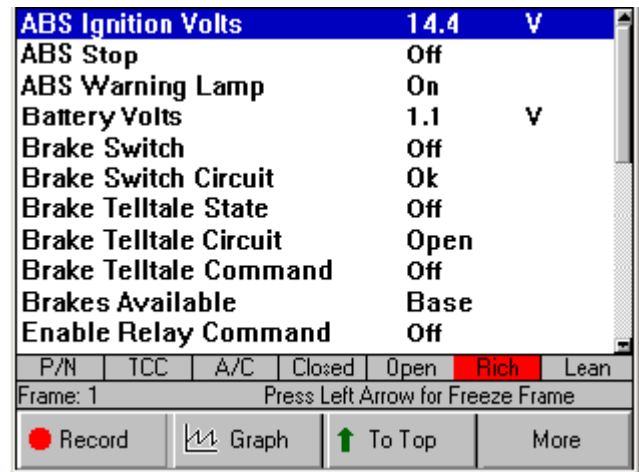 ABS Ignition Volts 14.4 V
ABS Stop Off
ABS Warning Lamp On
Battery Volts 1.1 V
Brake Switch Off
Brake Switch Circuit Ok
Brake Telltale State Off
Brake Telltale Circuit Open
Brake Telltale Command Off
Brakes Available Base
Enable Relay Command Off
P/N TCC A/C Closed Open Rich Lean
Frame: 1 Press Left Arrow for Freeze Frame
Record Graph To Top More